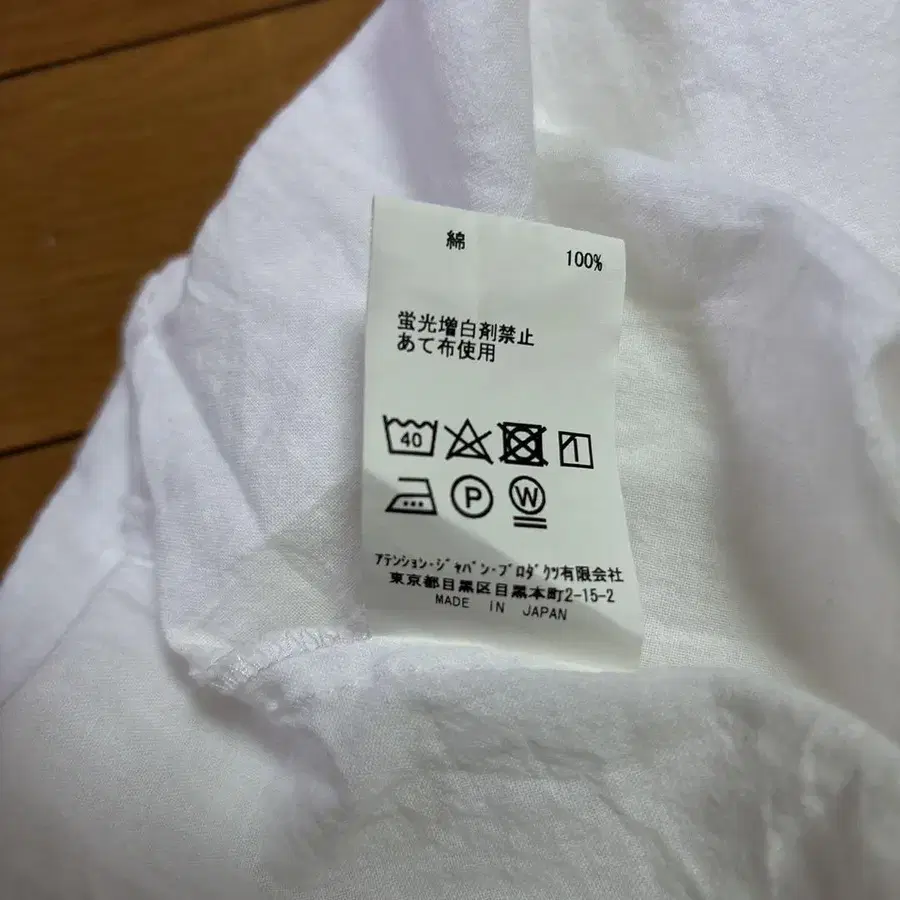 綿 100%
蛍光増白剤禁止
あて布使用
40
P W
ｱﾃﾝｼｮﾝ･ｼﾞｬﾊﾟﾝ･ﾌﾟﾛﾀﾞｸﾂ有限会社
東京都目黒区目黒本町2-15-2
MADE IN JAPAN